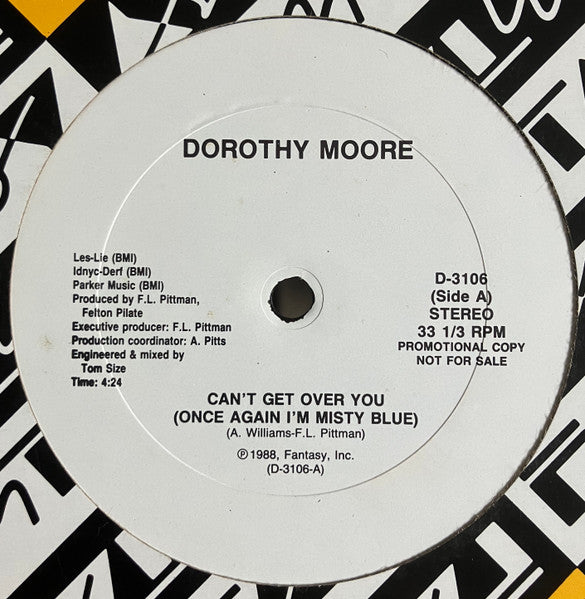 DOROTHY MOORE
Les-Lie (BMI)
Idnyc-Derf (BMI)
Parker Music (BMI)
Produced by F.L. Pittman,
Felton Pilate
Executive producer: F.L. Pittman
Production coordinator: A. Pitts
Engineered & mixed by
Tom Size
Time: 4:24
D-3106
(Side A)
STEREO
33 1/3 RPM
PROMOTIONAL COPY
NOT FOR SALE
CAN'T GET OVER YOU
(ONCE AGAIN I'M MISTY BLUE)
(A. Williams-F.L. Pittman)
℗1988, Fantasy, Inc.
(D-3106-A)